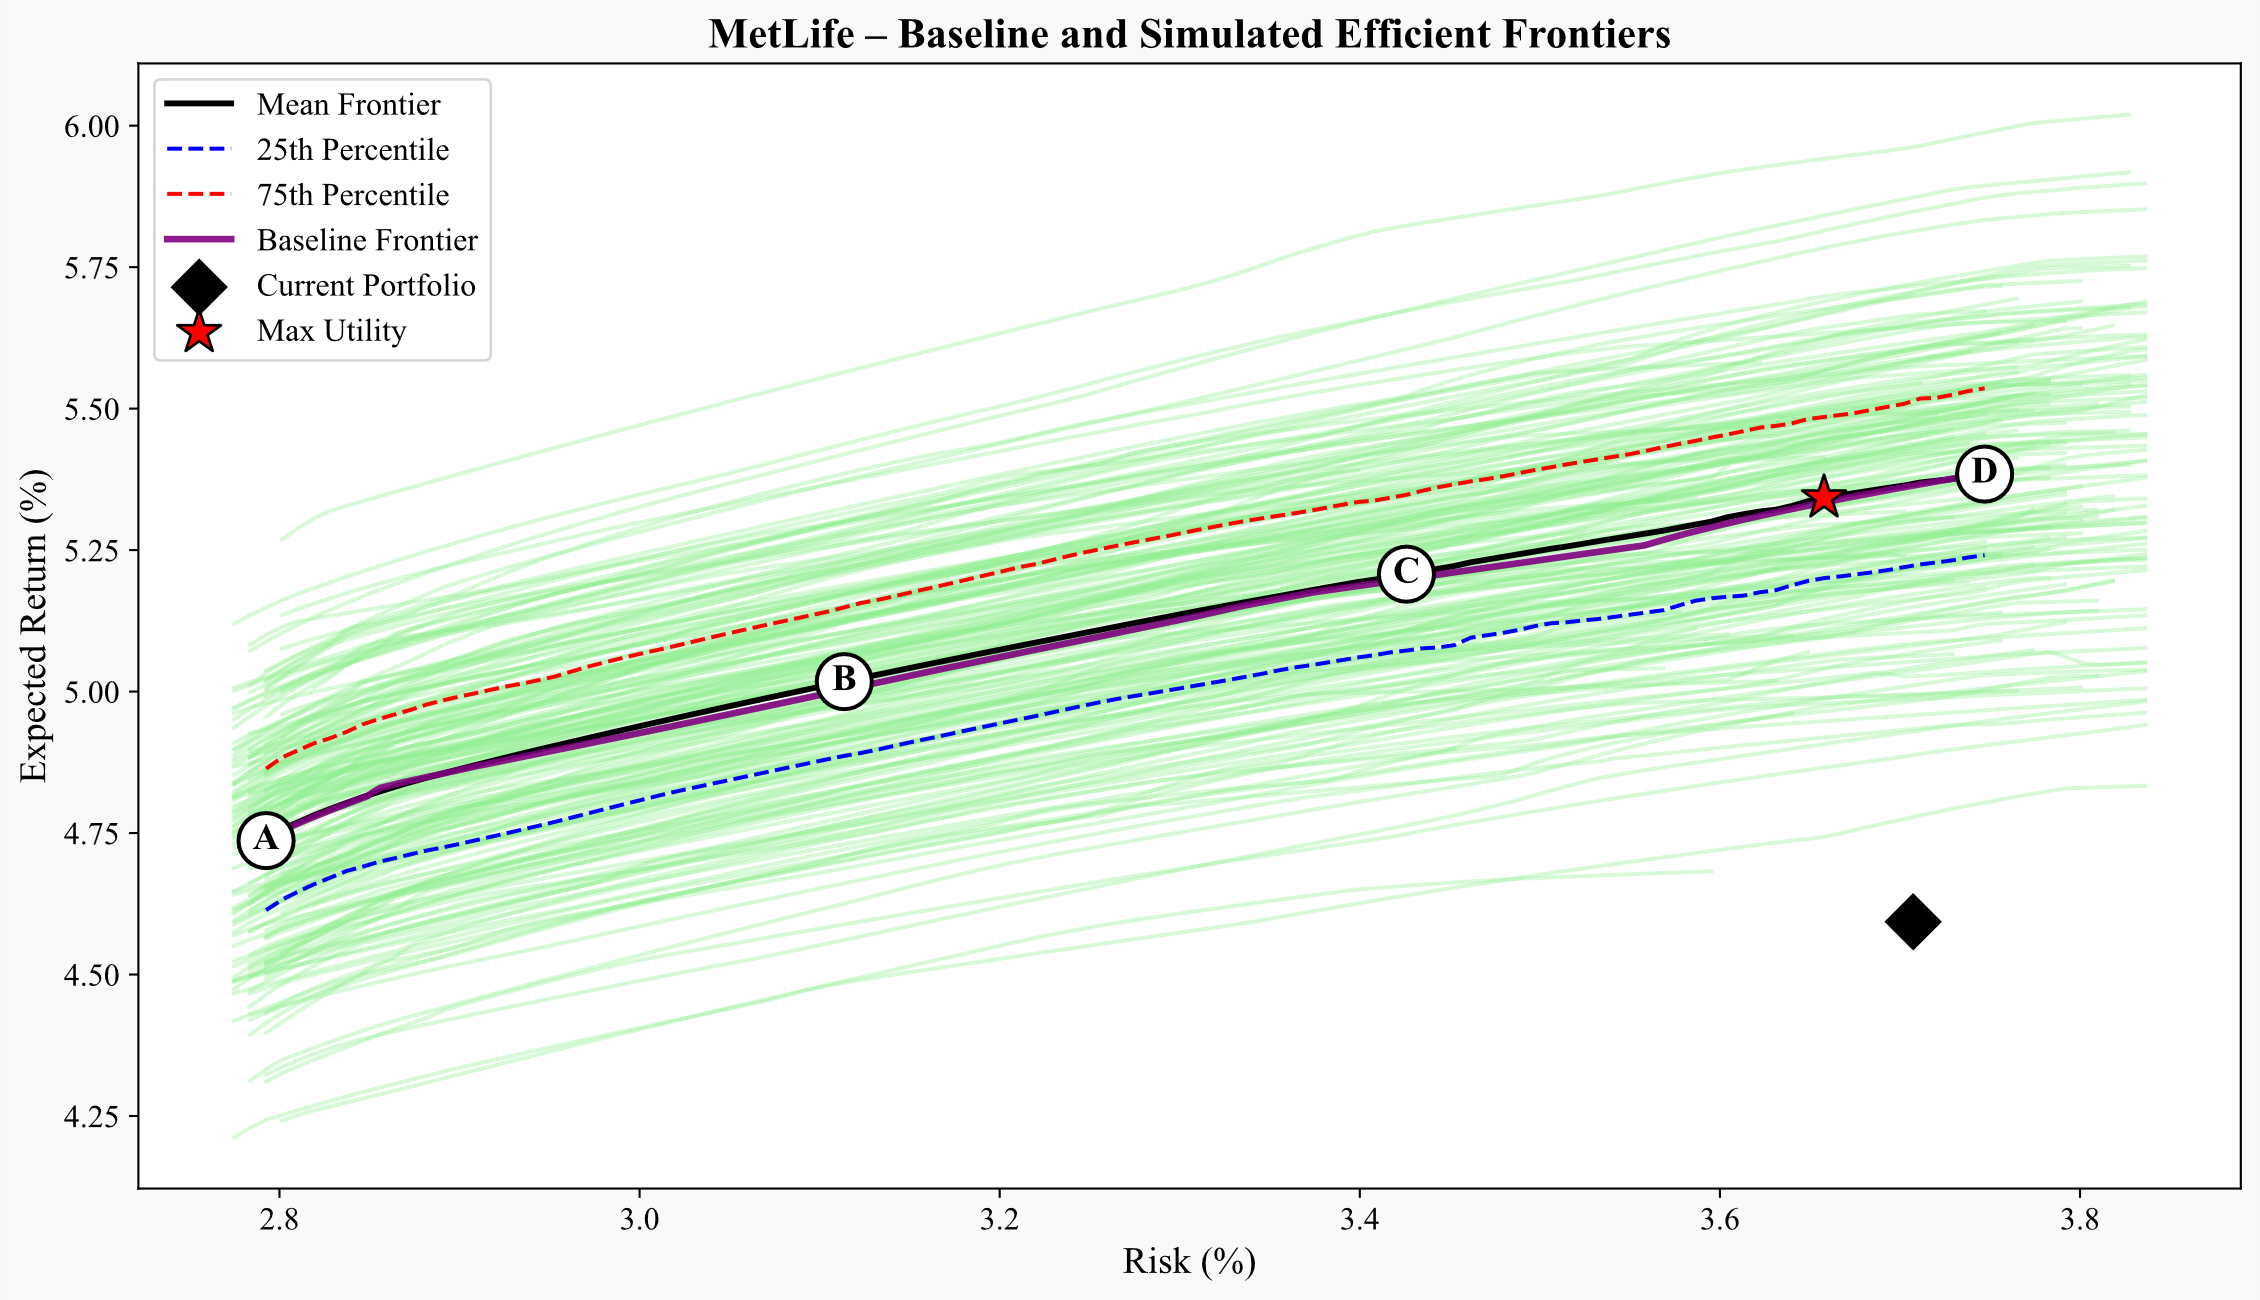 MetLife – Baseline and Simulated Efficient Frontiers
Mean Frontier
25th Percentile
75th Percentile
Baseline Frontier
Current Portfolio
Max Utility
Expected Return (%)
6.00
5.75
5.50
5.25
5.00
4.75
4.50
4.25
A
B
C
D
2.8
3.0
3.2
3.4
3.6
3.8
Risk (%)